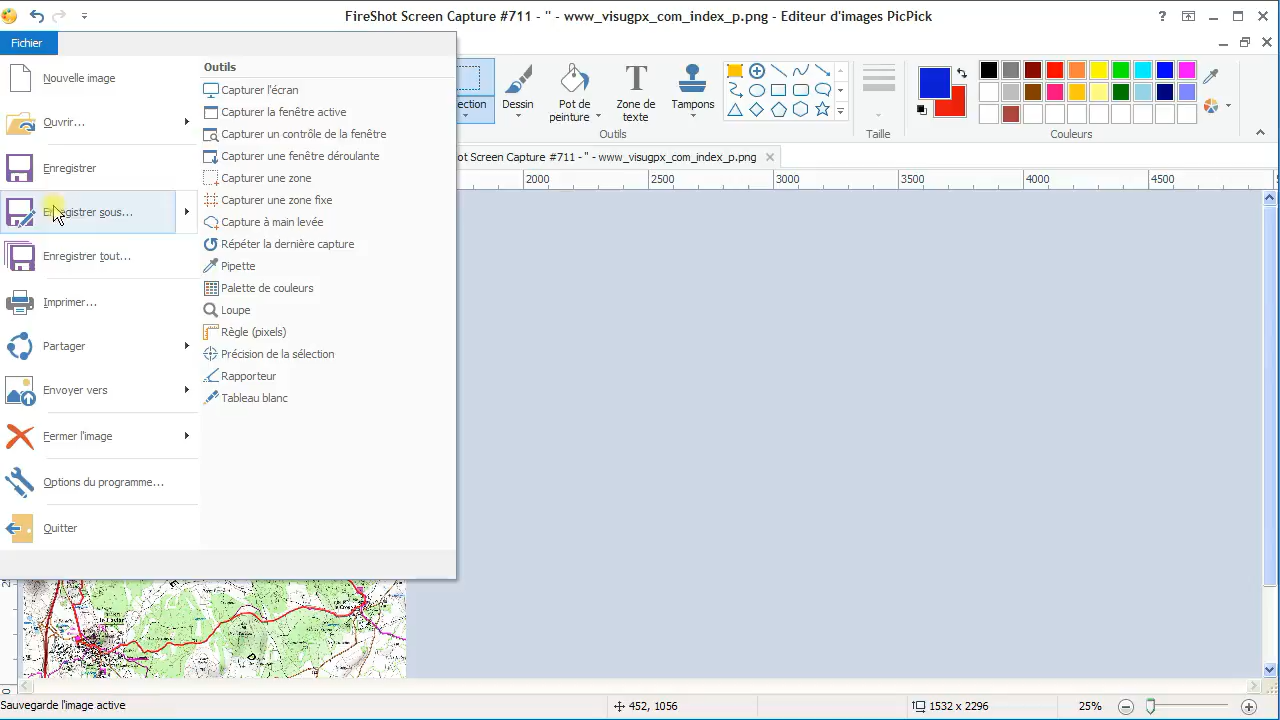 FireShot Screen Capture #711 - '' - www_visugpx_com_index_p.png - Editeur d'images PicPick
Fichier
Nouvelle image
Ouvrir...
Enregistrer
Enregistrer sous...
Enregistrer tout...
Imprimer...
Partager
Envoyer vers
Fermer l'image
Options du programme...
Quitter
Outils
Capturer l'écran
Capturer la fenêtre active
Capturer un contrôle de la fenêtre
Capturer une fenêtre déroulante
Capturer une zone
Capturer une zone fixe
Capture à main levée
Répéter la dernière capture
Pipette
Palette de couleurs
Loupe
Règle (pixels)
Précision de la sélection
Rapporteur
Tableau blanc
ection
Dessin
Pot de peinture
Zone de texte
Tampons
Outils
Taille
Couleurs
ot Screen Capture #711 - '' - www_visugpx_com_index_p.png
2000 2500 3000 3500 4000 4500
Sauvegarde l'image active
452, 1056
1532 x 2296
25%